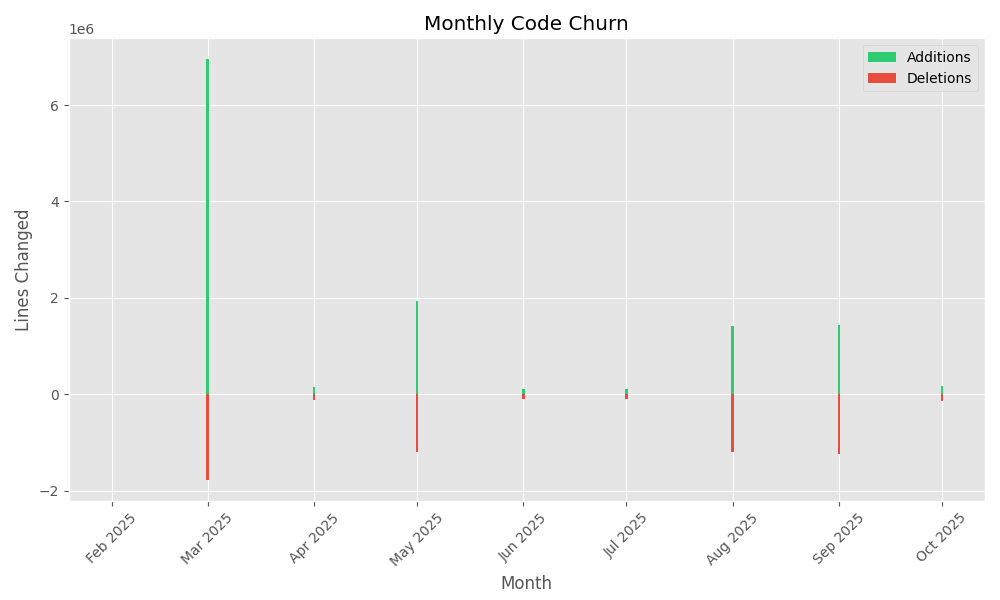 Monthly Code Churn
1e6
Additions
Deletions
6
4
2
0
−2
Lines Changed
Feb 2025
Mar 2025
Apr 2025
May 2025
Jun 2025
Jul 2025
Aug 2025
Sep 2025
Oct 2025
Month